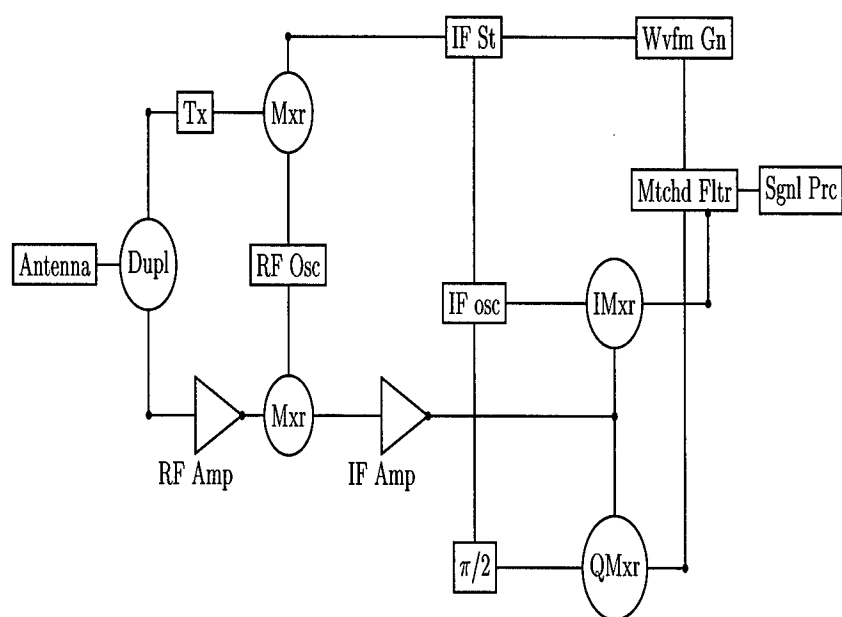 IF St
Wvfm Gn
Tx
Mxr
Mtchd Fltr
Sgnl Prc
Antenna
Dupl
RF Osc
IF osc
IMxr
Mxr
RF Amp
IF Amp
π/2
QMxr